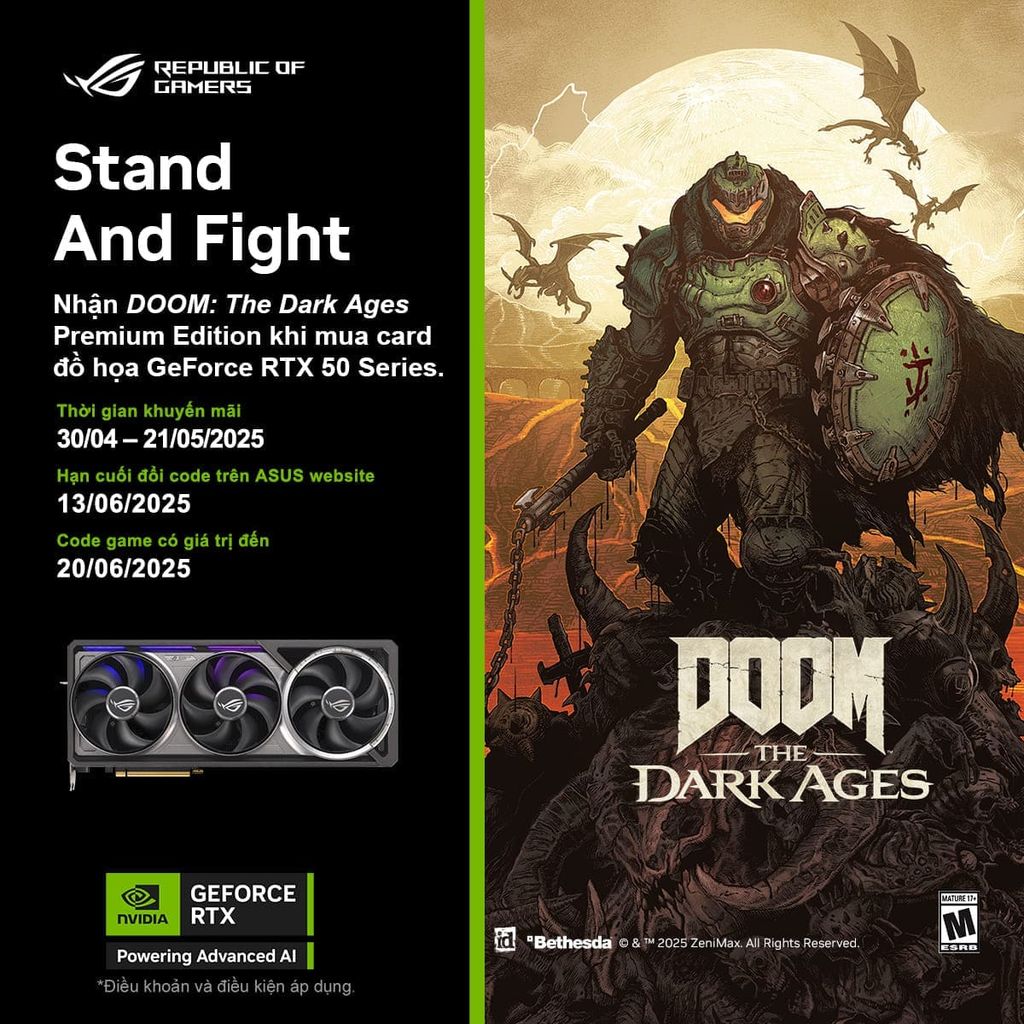 REPUBLIC OF
GAMERS
Stand
And Fight
Nhận DOOM: The Dark Ages
Premium Edition khi mua card
đồ họa GeForce RTX 50 Series.
Thời gian khuyến mãi
30/04 – 21/05/2025
Hạn cuối đổi code trên ASUS website
13/06/2025
Code game có giá trị đến
20/06/2025
NVIDIA
GEFORCE
RTX
Powering Advanced AI
*Điều khoản và điều kiện áp dụng.
DOOM
THE
DARK AGES
id Bethesda © & ™ 2025 ZeniMax. All Rights Reserved.
MATURE 17+
M
ESRB